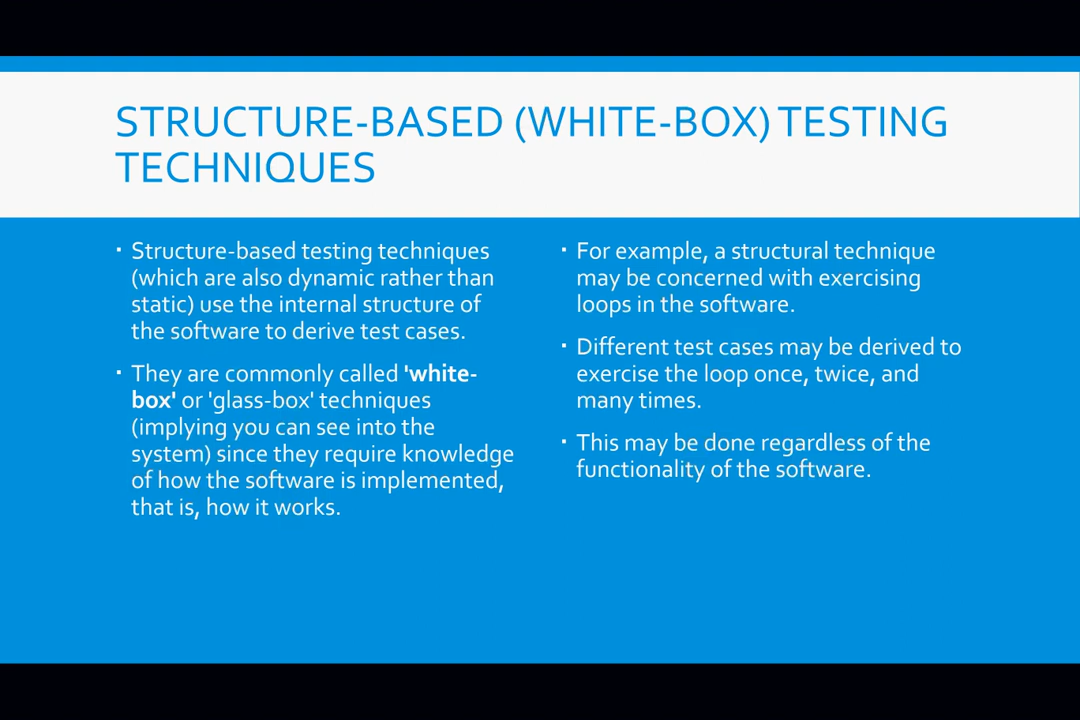 STRUCTURE-BASED (WHITE-BOX) TESTING
TECHNIQUES
▪ Structure-based testing techniques
(which are also dynamic rather than
static) use the internal structure of
the software to derive test cases.
▪ They are commonly called 'white-
box' or 'glass-box' techniques
(implying you can see into the
system) since they require knowledge
of how the software is implemented,
that is, how it works.
▪ For example, a structural technique
may be concerned with exercising
loops in the software.
▪ Different test cases may be derived to
exercise the loop once, twice, and
many times.
▪ This may be done regardless of the
functionality of the software.